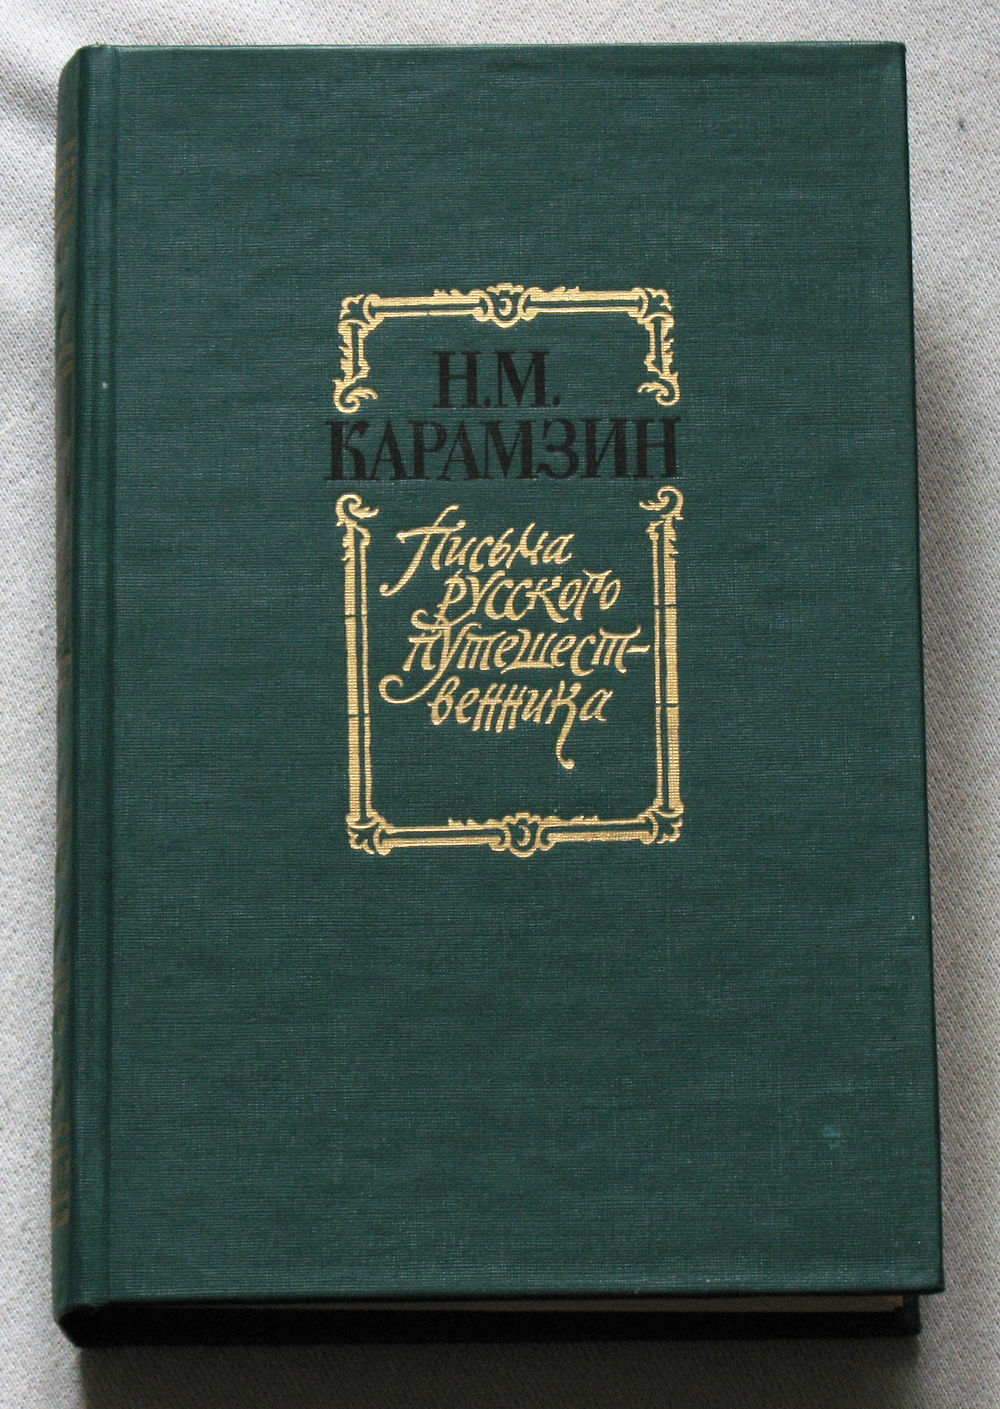 Н.М.
КАРАМЗИН
Письма
русского
путешест-
венника